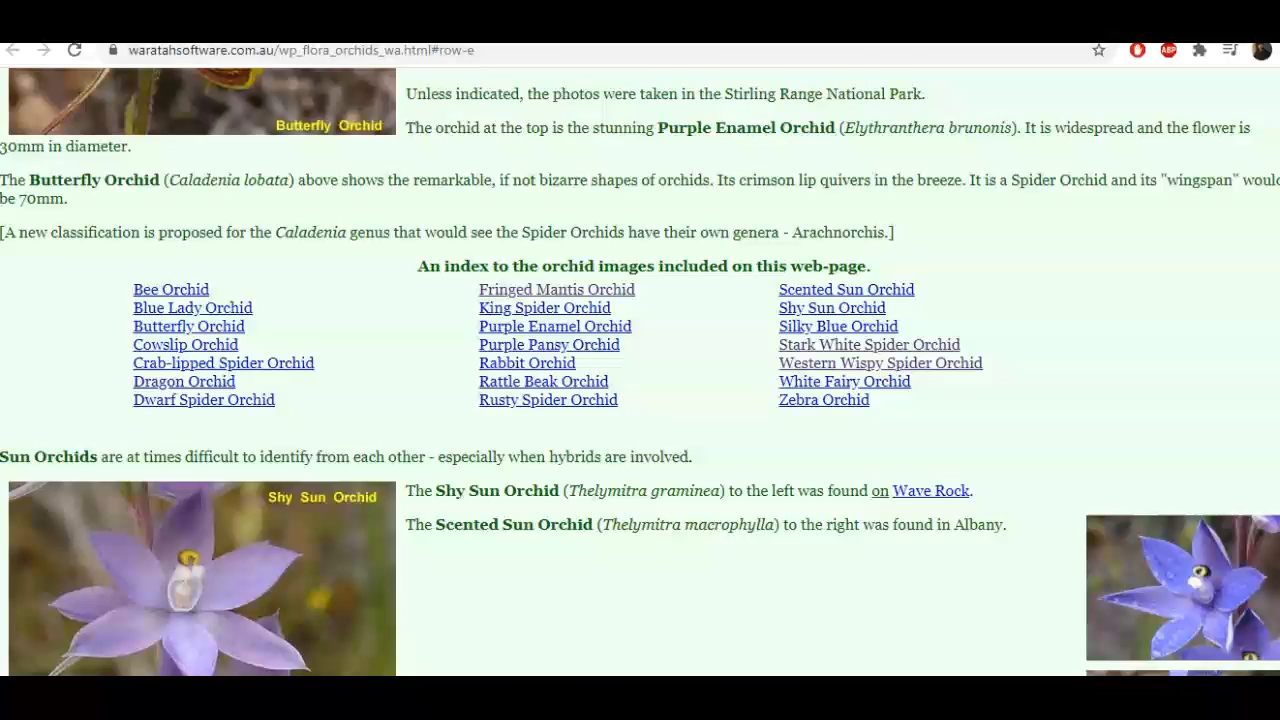 waratahsoftware.com.au/wp_flora_orchids_wa.html#row-e
ABP
Butterfly Orchid
Unless indicated, the photos were taken in the Stirling Range National Park.
The orchid at the top is the stunning Purple Enamel Orchid (Elythranthera brunonis). It is widespread and the flower is
30mm in diameter.
The Butterfly Orchid (Caladenia lobata) above shows the remarkable, if not bizarre shapes of orchids. Its crimson lip quivers in the breeze. It is a Spider Orchid and its "wingspan" would
be 70mm.
[A new classification is proposed for the Caladenia genus that would see the Spider Orchids have their own genera - Arachnorchis.]
An index to the orchid images included on this web-page.
Bee Orchid Fringed Mantis Orchid Scented Sun Orchid
Blue Lady Orchid King Spider Orchid Shy Sun Orchid
Butterfly Orchid Purple Enamel Orchid Silky Blue Orchid
Cowslip Orchid Purple Pansy Orchid Stark White Spider Orchid
Crab-lipped Spider Orchid Rabbit Orchid Western Wispy Spider Orchid
Dragon Orchid Rattle Beak Orchid White Fairy Orchid
Dwarf Spider Orchid Rusty Spider Orchid Zebra Orchid
Sun Orchids are at times difficult to identify from each other - especially when hybrids are involved.
Shy Sun Orchid
The Shy Sun Orchid (Thelymitra graminea) to the left was found on Wave Rock.
The Scented Sun Orchid (Thelymitra macrophylla) to the right was found in Albany.